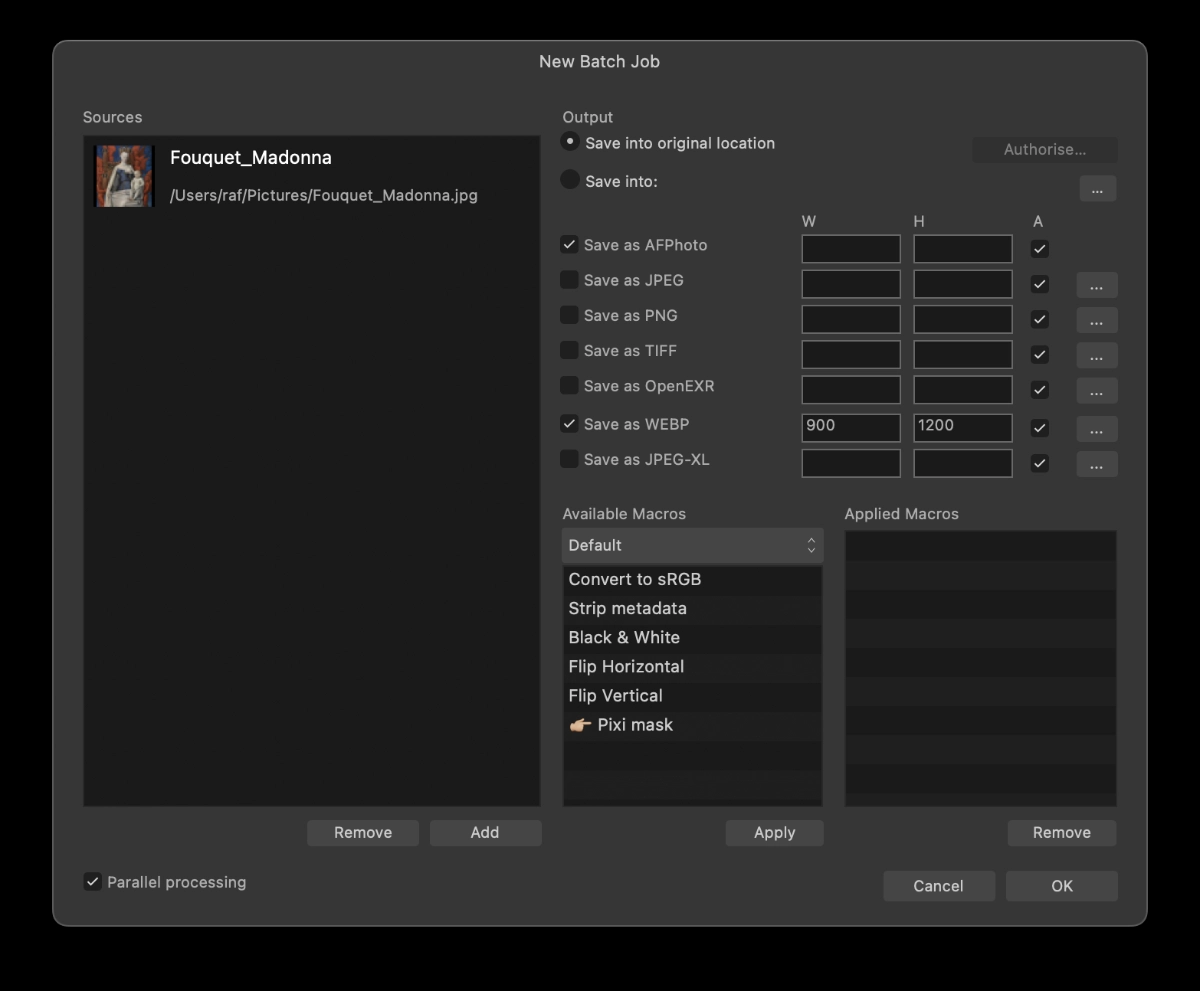 New Batch Job
Sources
Fouquet_Madonna
/Users/raf/Pictures/Fouquet_Madonna.jpg
Remove
Add
Parallel processing
Output
Save into original location
Authorise...
Save into:
...
W H A
Save as AFPhoto
Save as JPEG ...
Save as PNG ...
Save as TIFF ...
Save as OpenEXR ...
Save as WEBP 900 1200 ...
Save as JPEG-XL ...
Available Macros
Default
Convert to sRGB
Strip metadata
Black & White
Flip Horizontal
Flip Vertical
👉🏼 Pixi mask
Apply
Applied Macros
Remove
Cancel
OK